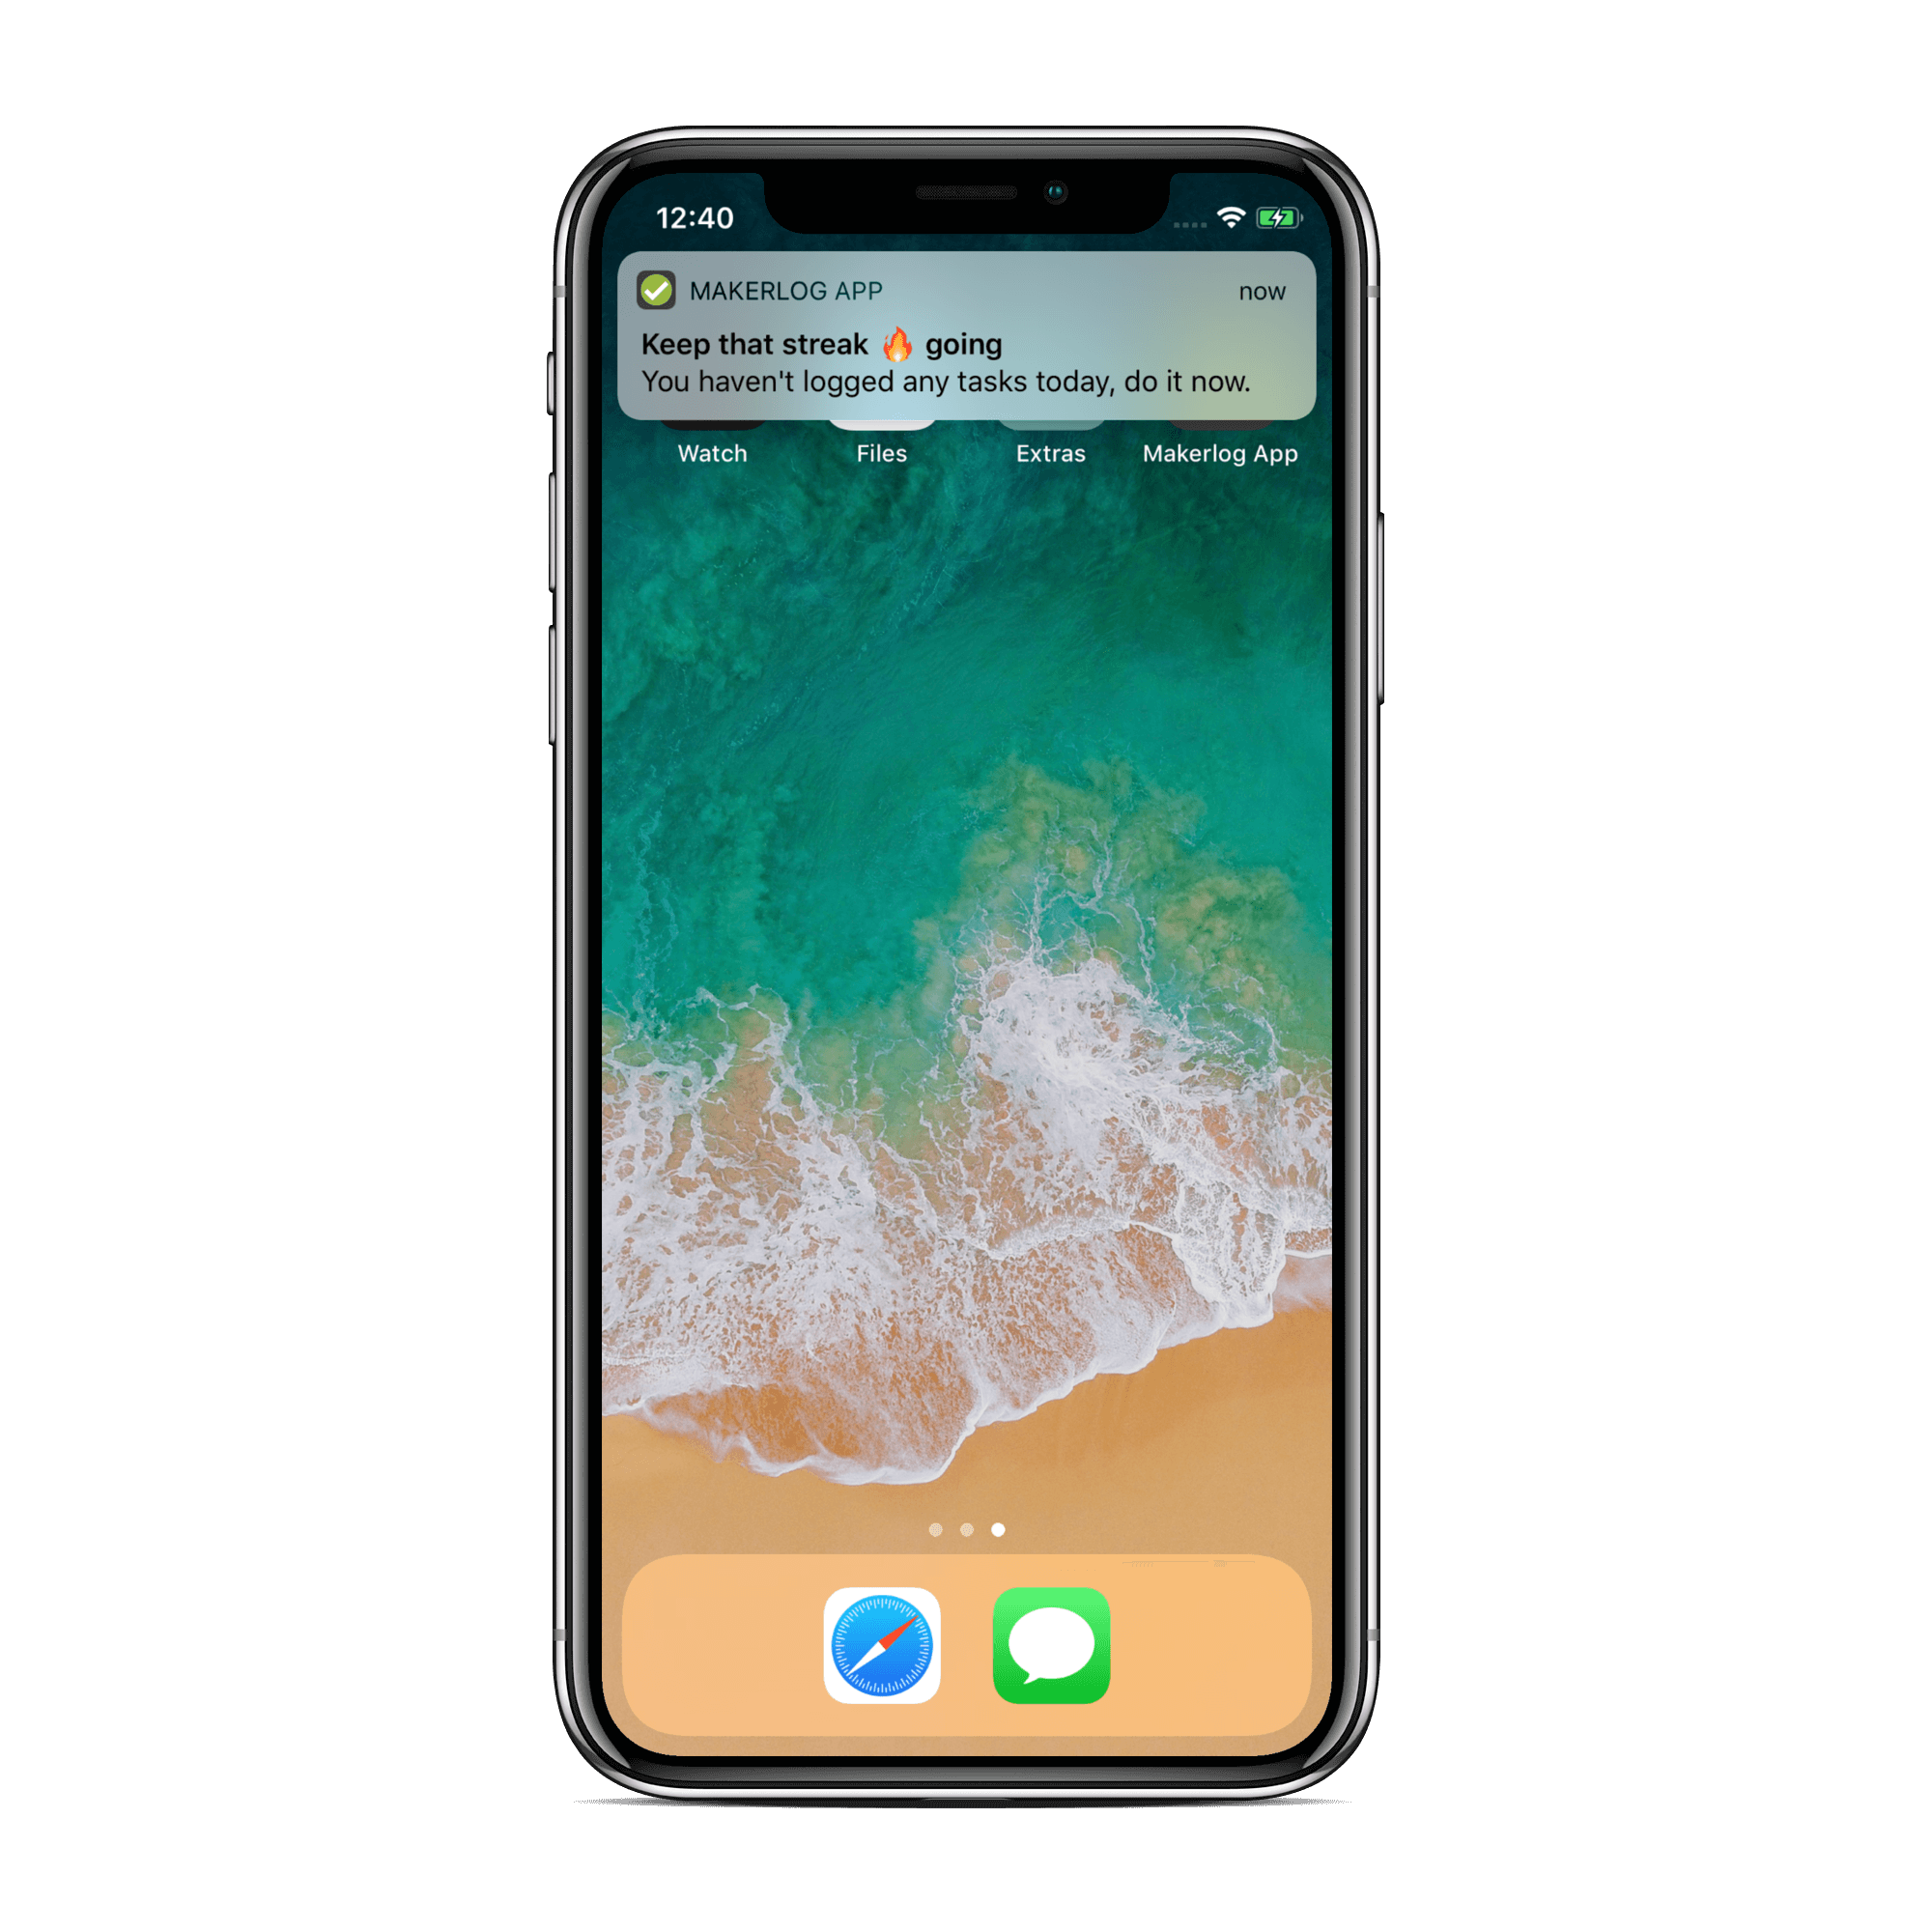 12:40
MAKERLOG APP now
Keep that streak 🔥 going
You haven't logged any tasks today, do it now.
Watch Files Extras Makerlog App